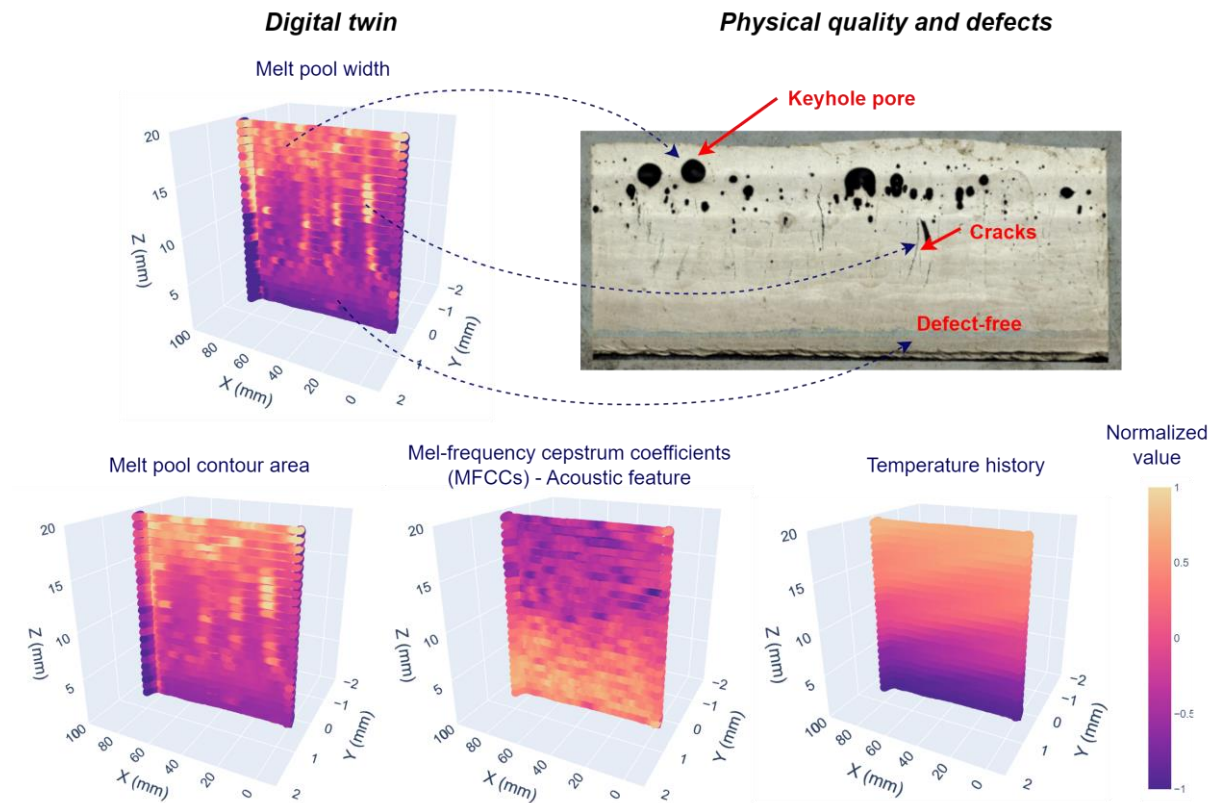 Digital twin
Physical quality and defects
Melt pool width
Keyhole pore
Cracks
Defect-free
20
15
10
5
Z (mm)
100
80
60
40
20
0
X (mm)
-2
-1
0
1
2
Y (mm)
Melt pool contour area
Mel-frequency cepstrum coefficients
(MFCCs) - Acoustic feature
Temperature history
Normalized
value
20
15
10
5
Z (mm)
100
80
60
40
20
0
X (mm)
−2
−1
0
1
2
Y (mm)
20
15
10
5
Z (mm)
100
80
60
40
20
0
X (mm)
−2
−1
0
1
2
Y (mm)
20
15
10
5
Z (mm)
100
80
60
40
20
0
X (mm)
−2
−1
0
1
2
Y (mm)
1
0.5
0
−0.5
−1